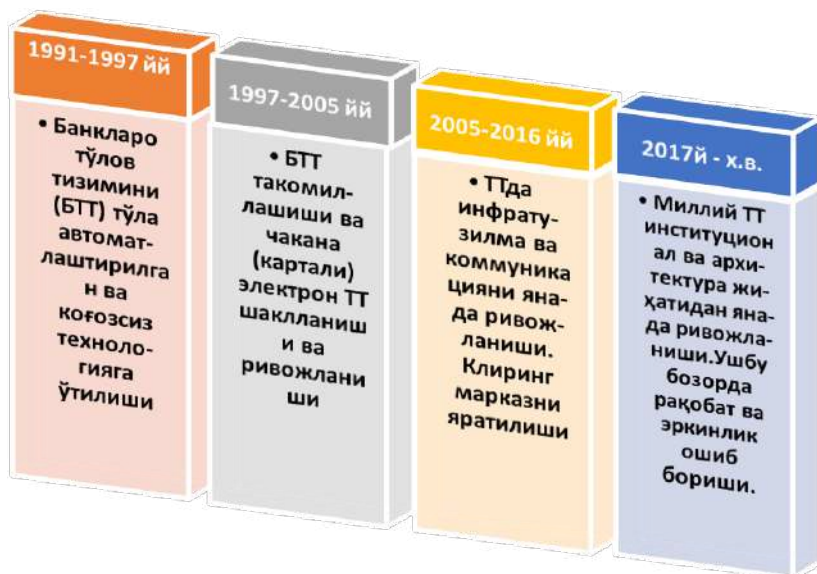 1991-1997 йй
• Банкларо
тўлов
тизимини
(БТТ) тўла
автомат-
лаштирилга
н ва
коғозсиз
техноло-
гияга
ўтилиши
1997-2005 йй
• БТТ
такомил-
лашиши ва
чакана
(картали)
электрон ТТ
шаклланиш
и ва
ривожлани
ши
2005-2016 йй
• ТТда
инфрату-
зилма ва
коммуника
цияни яна-
да ривож-
ланиши.
Клиринг
марказни
яратилиши
2017й - х.в.
• Миллий ТТ
институцион
ал ва архи-
тектура жи-
ҳатидан яна-
да ривожла-
ниши.Ушбу
бозорда
рақобат ва
эркинлик
ошиб
бориши.